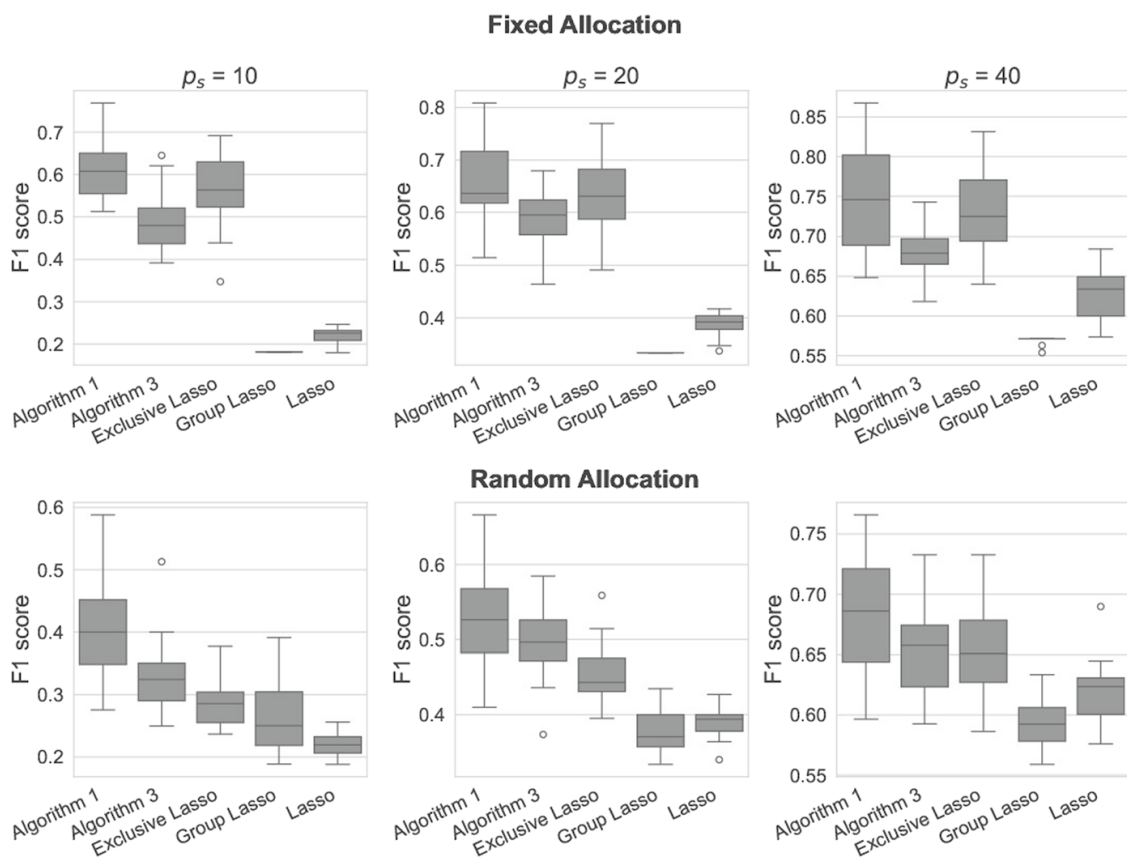 Fixed Allocation
pₛ = 10
pₛ = 20
pₛ = 40
F1 score
0.7
0.6
0.5
0.4
0.3
0.2
Algorithm 1
Algorithm 3
Exclusive Lasso
Group Lasso
Lasso
F1 score
0.8
0.7
0.6
0.5
0.4
Algorithm 1
Algorithm 3
Exclusive Lasso
Group Lasso
Lasso
F1 score
0.85
0.80
0.75
0.70
0.65
0.60
0.55
Algorithm 1
Algorithm 3
Exclusive Lasso
Group Lasso
Lasso
Random Allocation
F1 score
0.6
0.5
0.4
0.3
0.2
Algorithm 1
Algorithm 3
Exclusive Lasso
Group Lasso
Lasso
F1 score
0.6
0.5
0.4
Algorithm 1
Algorithm 3
Exclusive Lasso
Group Lasso
Lasso
F1 score
0.75
0.70
0.65
0.60
0.55
Algorithm 1
Algorithm 3
Exclusive Lasso
Group Lasso
Lasso